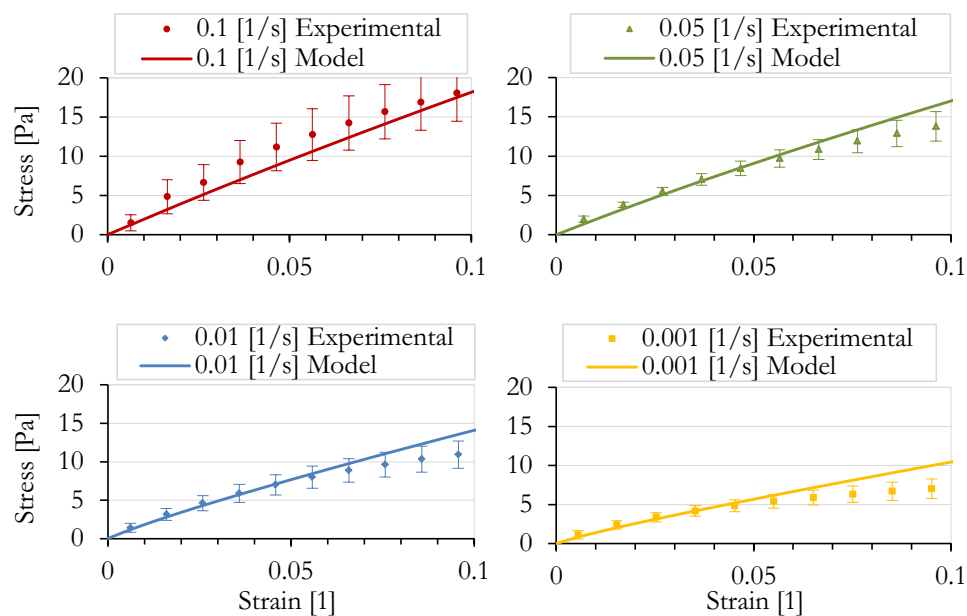 0.1 [1/s] Experimental
0.1 [1/s] Model
20
15
10
5
0
Stress [Pa]
0
0.05
0.1
0.05 [1/s] Experimental
0.05 [1/s] Model
20
15
10
5
0
0
0.05
0.1
0.01 [1/s] Experimental
0.01 [1/s] Model
20
15
10
5
0
Stress [Pa]
0
0.05
0.1
Strain [1]
0.001 [1/s] Experimental
0.001 [1/s] Model
20
15
10
5
0
0
0.05
0.1
Strain [1]